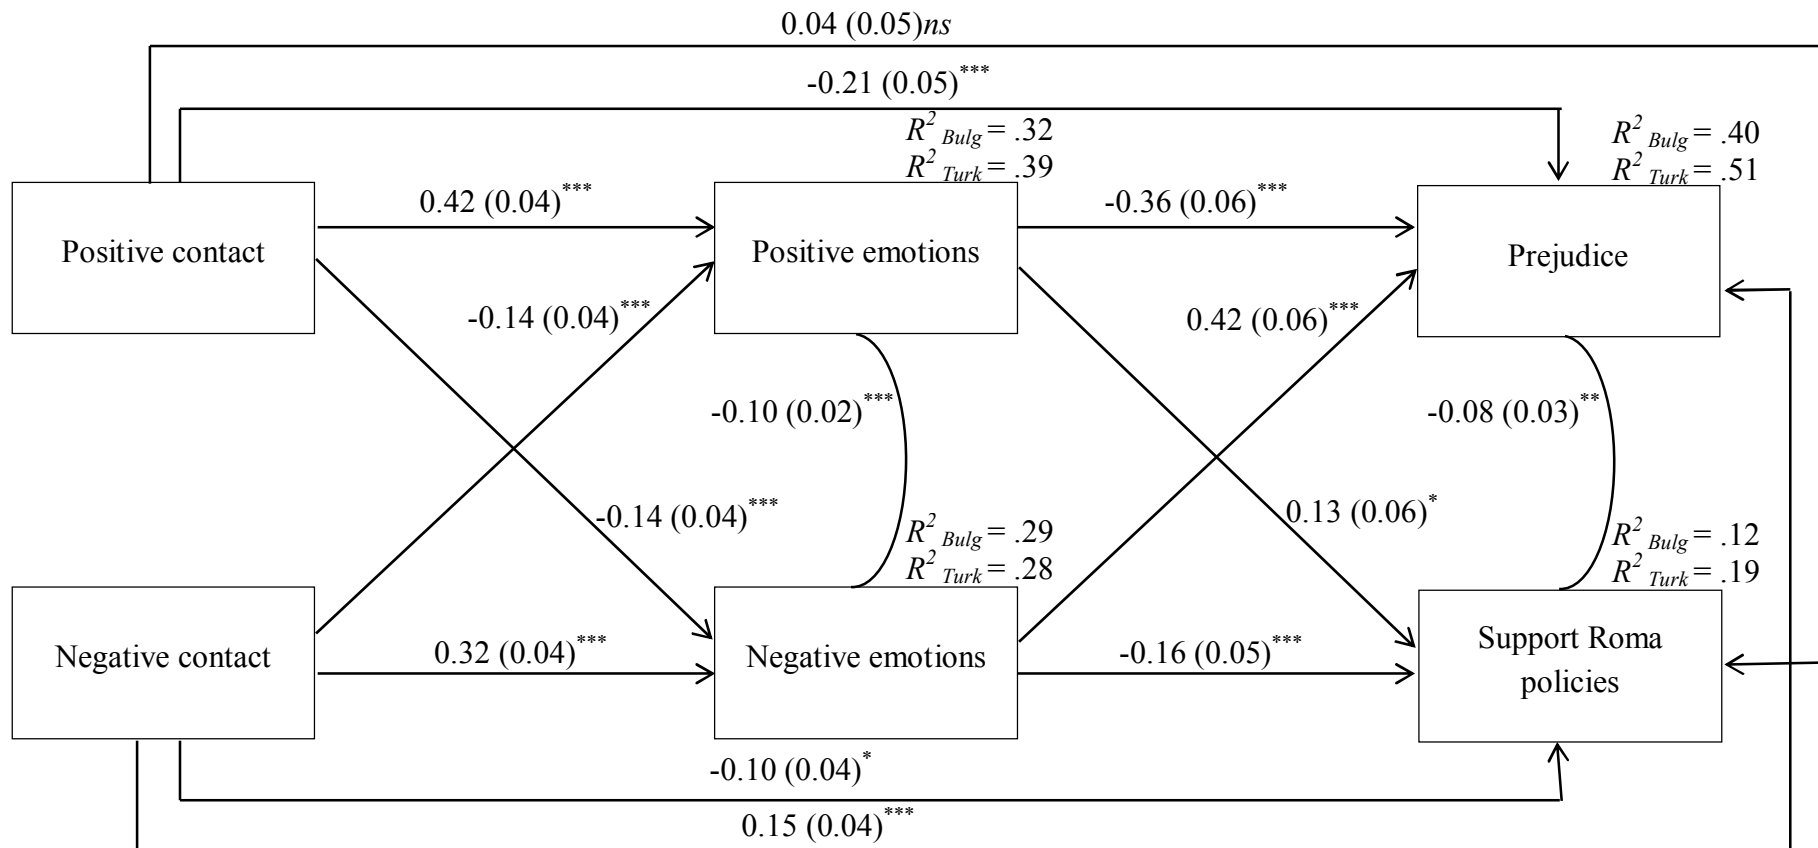 0.04 (0.05)ns
-0.21 (0.05)***
R² Bulg = .32
R² Turk = .39
R² Bulg = .40
R² Turk = .51
Positive contact
0.42 (0.04)***
Positive emotions
-0.36 (0.06)***
Prejudice
-0.14 (0.04)***
0.42 (0.06)***
-0.10 (0.02)***
-0.08 (0.03)**
-0.14 (0.04)***
0.13 (0.06)*
R² Bulg = .29
R² Turk = .28
R² Bulg = .12
R² Turk = .19
Negative contact
0.32 (0.04)***
Negative emotions
-0.16 (0.05)***
Support Roma
policies
-0.10 (0.04)*
0.15 (0.04)***